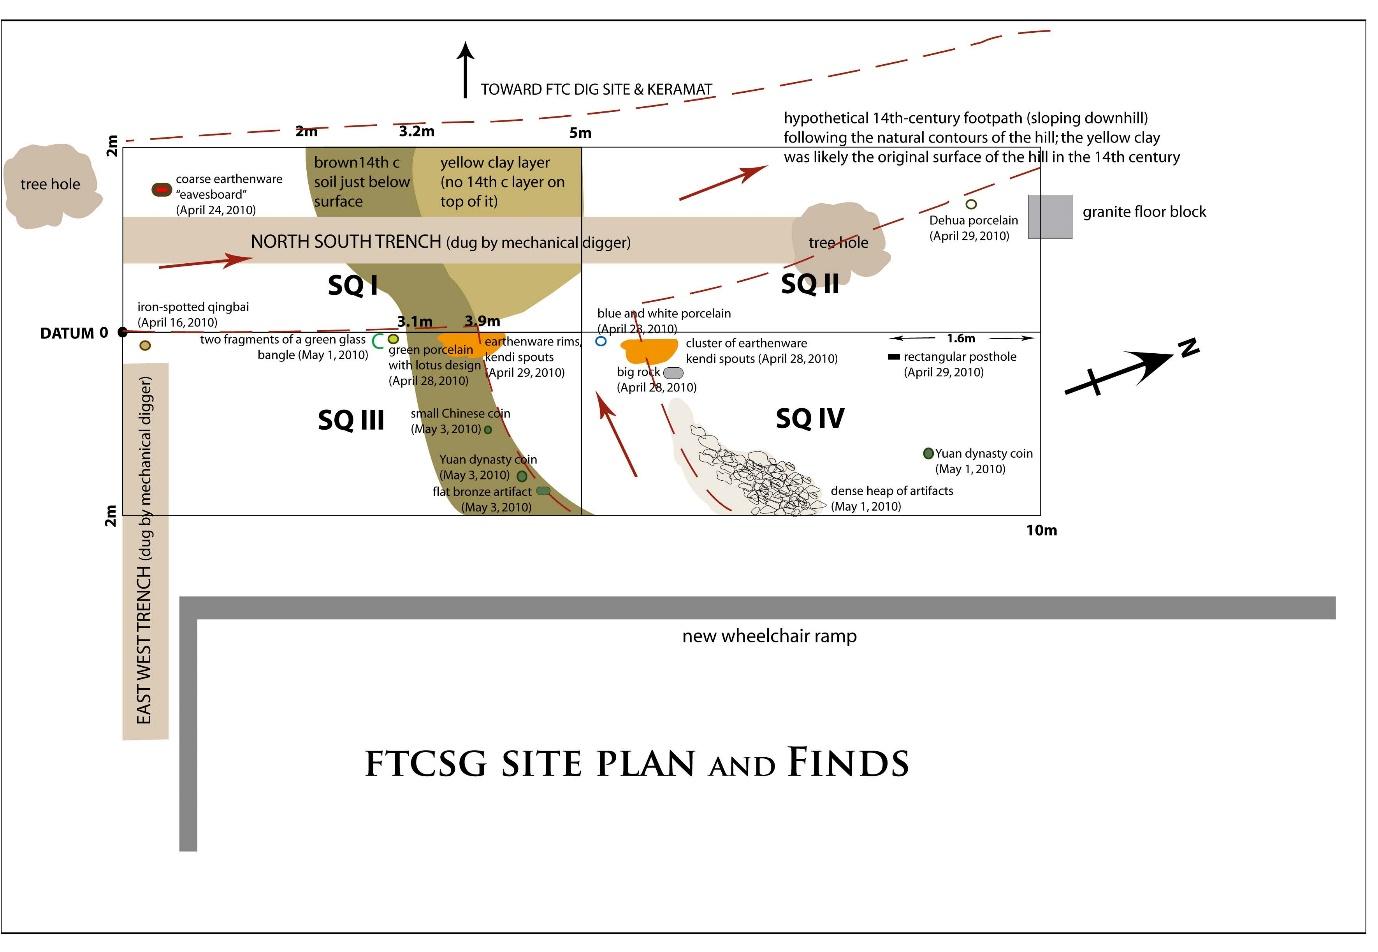 TOWARD FTC DIG SITE & KERAMAT
hypothetical 14th-century footpath (sloping downhill)
following the natural contours of the hill; the yellow clay
was likely the original surface of the hill in the 14th century
2m
2m
3.2m
5m
tree hole
coarse earthenware
"eavesboard"
(April 24, 2010)
brown14th c
soil just below
surface
yellow clay layer
(no 14th c layer on
top of it)
Dehua porcelain
(April 29, 2010)
granite floor block
NORTH SOUTH TRENCH (dug by mechanical digger)
tree hole
SQ I
SQ II
iron-spotted qingbai
(April 16, 2010)
DATUM 0
3.1m
3.9m
blue and white porcelain
(April 28, 2010)
two fragments of a green glass
bangle (May 1, 2010)
green porcelain
with lotus design
(April 28, 2010)
earthenware rims,
kendi spouts
(April 29, 2010)
cluster of earthenware
kendi spouts (April 28, 2010)
big rock
(April 28, 2010)
1.6m
rectangular posthole
(April 29, 2010)
N
SQ III
SQ IV
small Chinese coin
(May 3, 2010)
Yuan dynasty coin
(May 3, 2010)
flat bronze artifact
(May 3, 2010)
Yuan dynasty coin
(May 1, 2010)
dense heap of artifacts
(May 1, 2010)
2m
10m
EAST WEST TRENCH (dug by mechanical digger)
new wheelchair ramp
FTCSG SITE PLAN AND FINDS